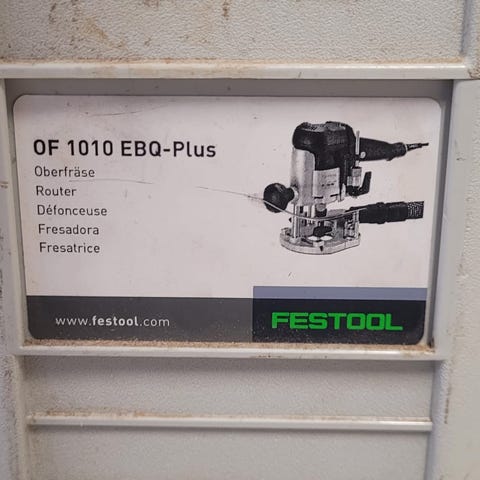 OF 1010 EBQ-Plus
Oberfräse
Router
Défonceuse
Fresadora
Fresatrice
www.festool.com
FESTOOL